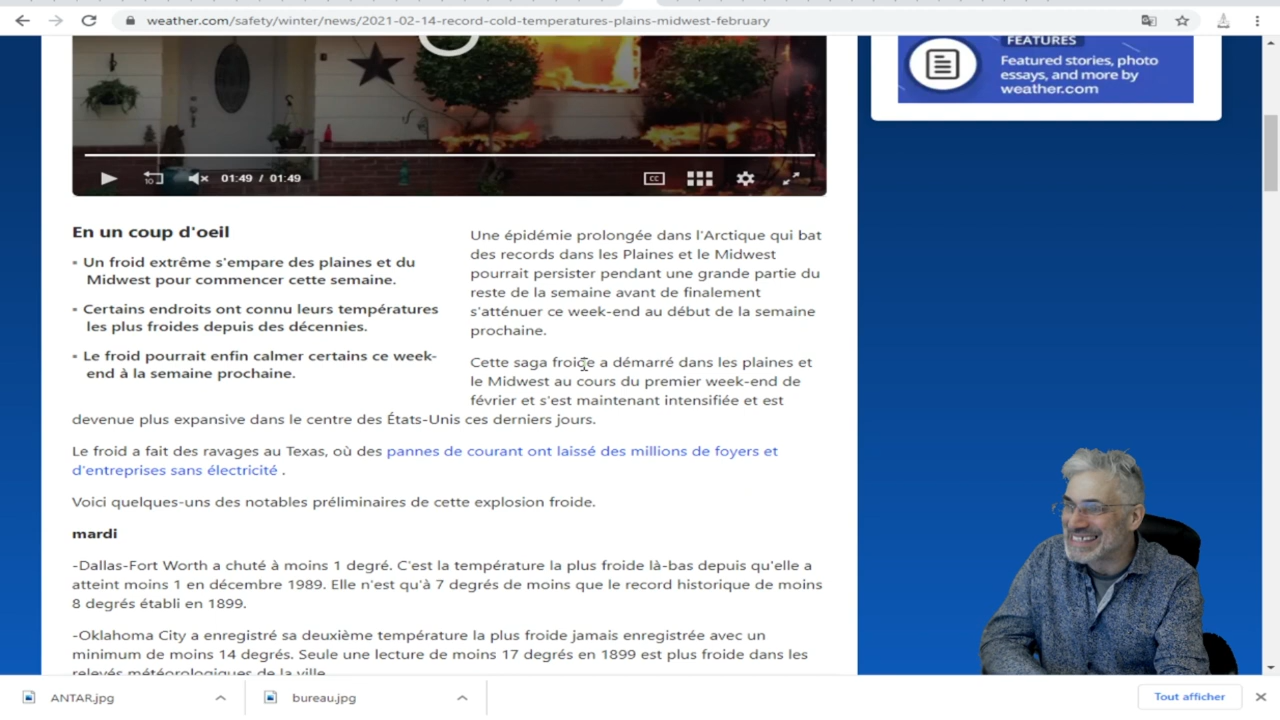 weather.com/safety/winter/news/2021-02-14-record-cold-temperatures-plains-midwest-february
FEATURES
Featured stories, photo
essays, and more by
weather.com
10
01:49 / 01:49
CC
En un coup d'oeil
▪ Un froid extrême s'empare des plaines et du
Midwest pour commencer cette semaine.
▪ Certains endroits ont connu leurs températures
les plus froides depuis des décennies.
▪ Le froid pourrait enfin calmer certains ce week-
end à la semaine prochaine.
Une épidémie prolongée dans l'Arctique qui bat
des records dans les Plaines et le Midwest
pourrait persister pendant une grande partie du
reste de la semaine avant de finalement
s'atténuer ce week-end au début de la semaine
prochaine.
Cette saga froide a démarré dans les plaines et
le Midwest au cours du premier week-end de
février et s'est maintenant intensifiée et est
devenue plus expansive dans le centre des États-Unis ces derniers jours.
Le froid a fait des ravages au Texas, où des pannes de courant ont laissé des millions de foyers et
d'entreprises sans électricité .
Voici quelques-uns des notables préliminaires de cette explosion froide.
mardi
-Dallas-Fort Worth a chuté à moins 1 degré. C'est la température la plus froide là-bas depuis qu'elle a
atteint moins 1 en décembre 1989. Elle n'est qu'à 7 degrés de moins que le record historique de moins
8 degrés établi en 1899.
-Oklahoma City a enregistré sa deuxième température la plus froide jamais enregistrée avec un
minimum de moins 14 degrés. Seule une lecture de moins 17 degrés en 1899 est plus froide dans les
relevés météorologiques de la ville.
ANTAR.jpg
bureau.jpg
Tout afficher